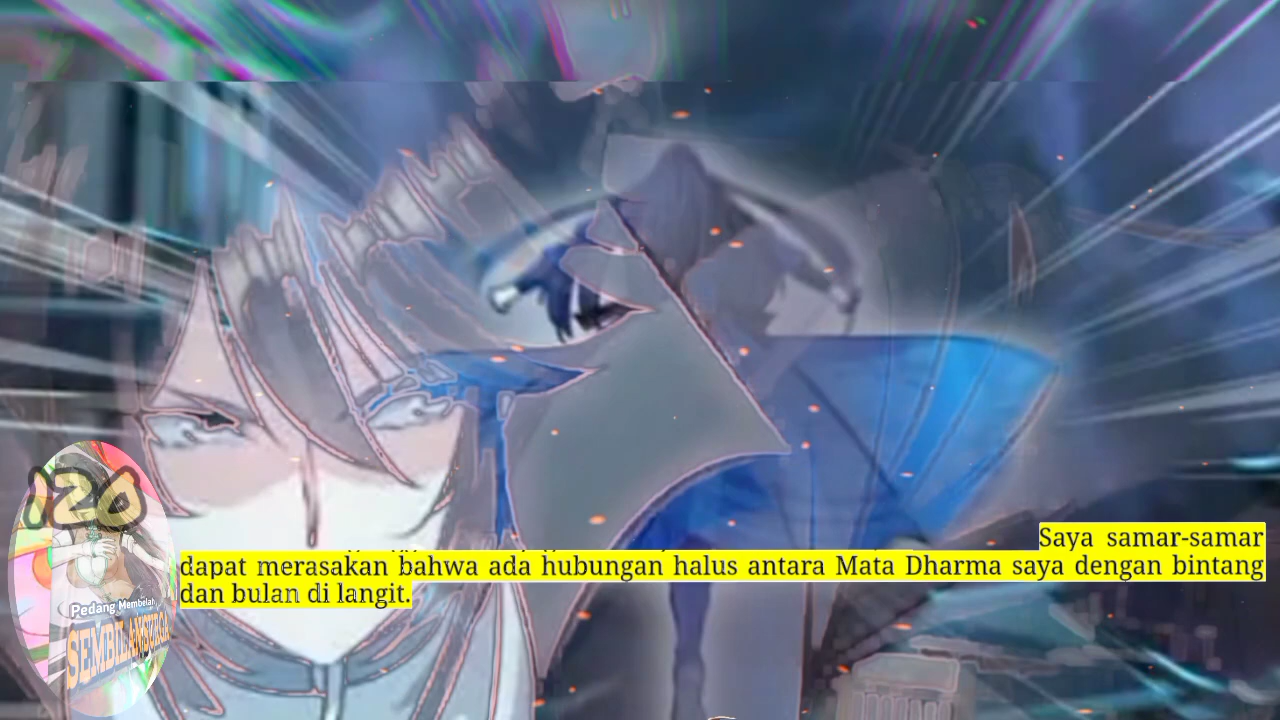 Saya samar-samar
dapat merasakan bahwa ada hubungan halus antara Mata Dharma saya dengan bintang
dan bulan di langit.
126
Pedang Membelah
SEMBILAN SURGA